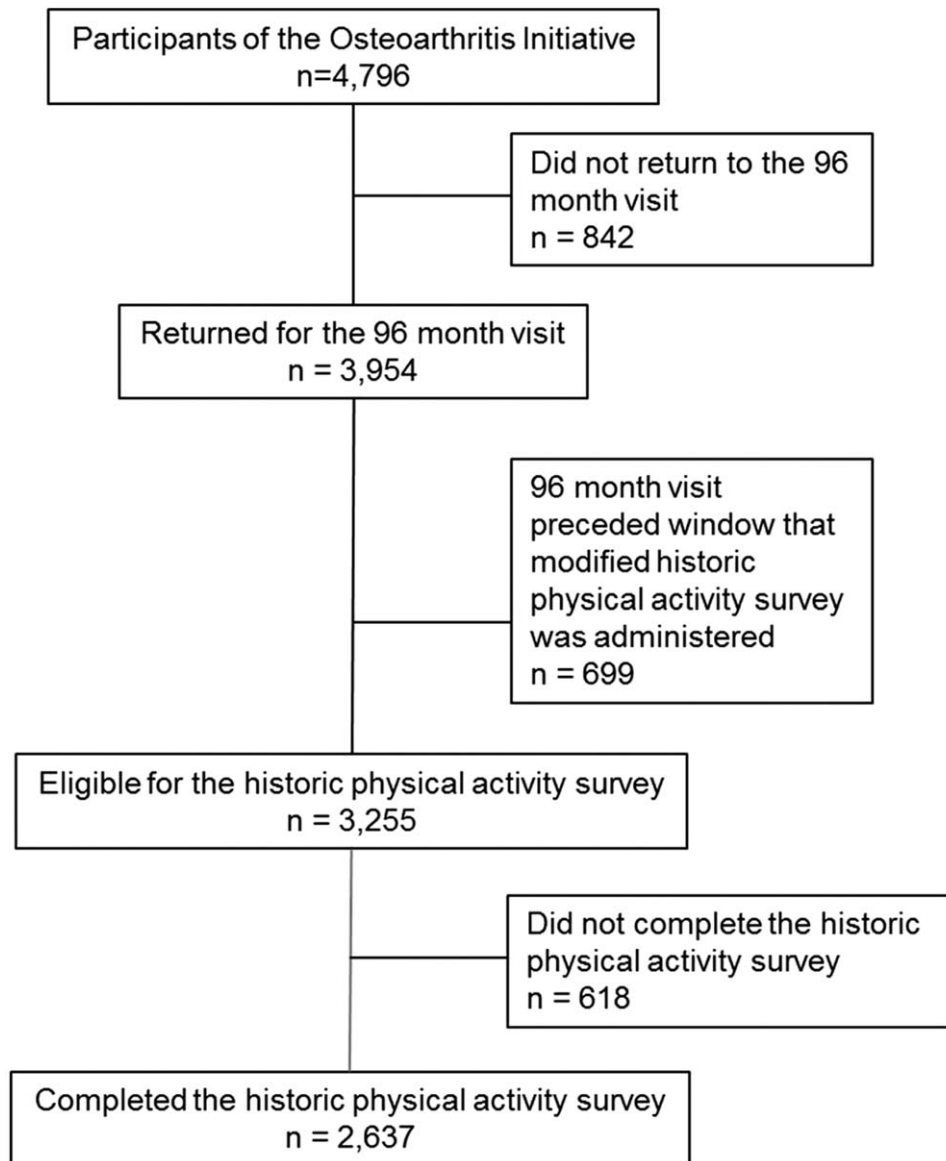 Participants of the Osteoarthritis Initiative
n=4,796
Did not return to the 96
month visit
n = 842
Returned for the 96 month visit
n = 3,954
96 month visit
preceded window that
modified historic
physical activity survey
was administered
n = 699
Eligible for the historic physical activity survey
n = 3,255
Did not complete the historic
physical activity survey
n = 618
Completed the historic physical activity survey
n = 2,637